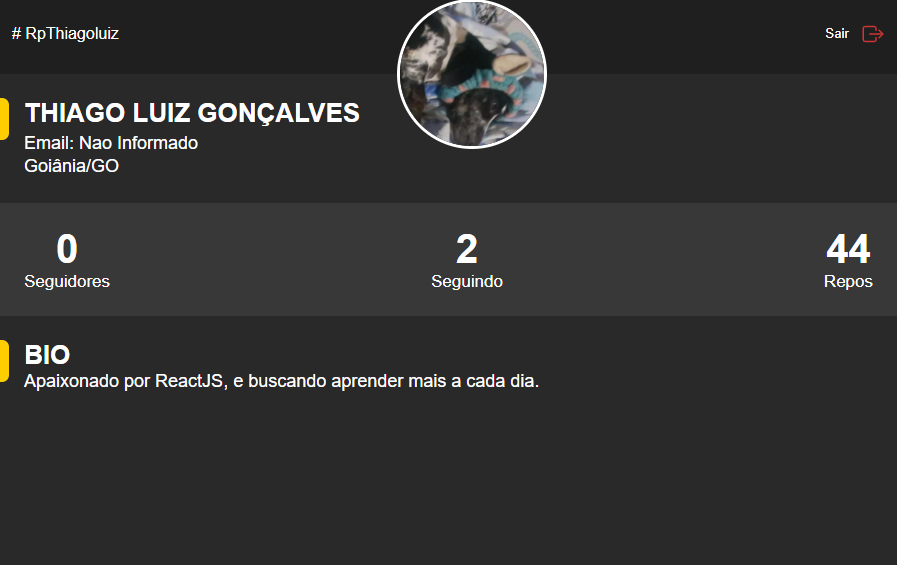 # RpThiagoluiz
Sair
THIAGO LUIZ GONÇALVES
Email: Nao Informado
Goiânia/GO
0
Seguidores
2
Seguindo
44
Repos
BIO
Apaixonado por ReactJS, e buscando aprender mais a cada dia.